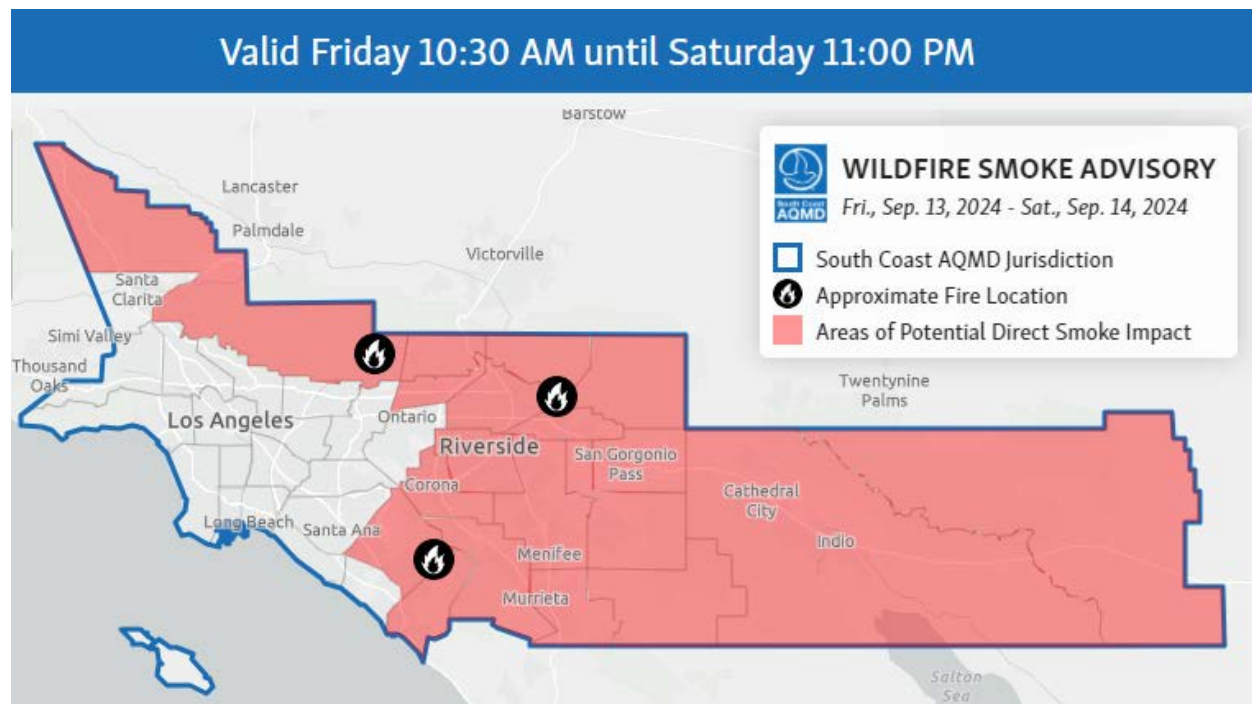 Valid Friday 10:30 AM until Saturday 11:00 PM
Barstow
WILDFIRE SMOKE ADVISORY
Fri., Sep. 13, 2024 - Sat., Sep. 14, 2024
South Coast
AQMD
South Coast AQMD Jurisdiction
Approximate Fire Location
Areas of Potential Direct Smoke Impact
Lancaster
Palmdale
Victorville
Santa
Clarita
Simi Valley
Thousand
Oaks
Twentynine
Palms
Los Angeles
Ontario
Riverside
San Gorgonio
Pass
Corona
Cathedral
City
Long Beach
Santa Ana
Indio
Menifee
Murrieta
Salton
Sea